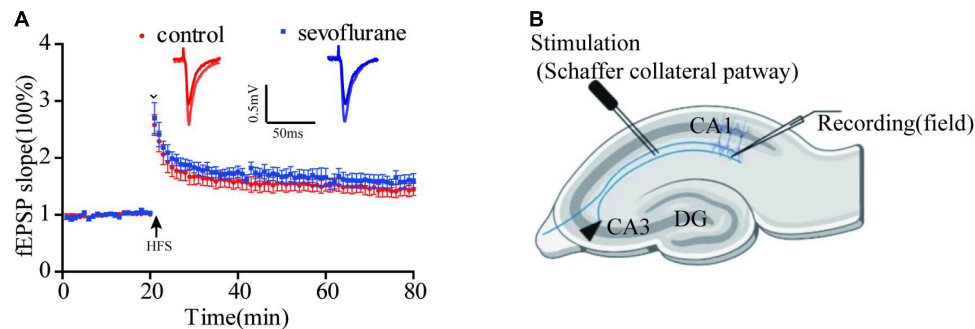 A
control
sevoflurane
fEPSP slope(100%)
4
3
2
1
0
0.5mV
50ms
HFS
0
20
40
60
80
Time(min)
B
Stimulation
(Schaffer collateral patway)
CA1
Recording(field)
CA3
DG